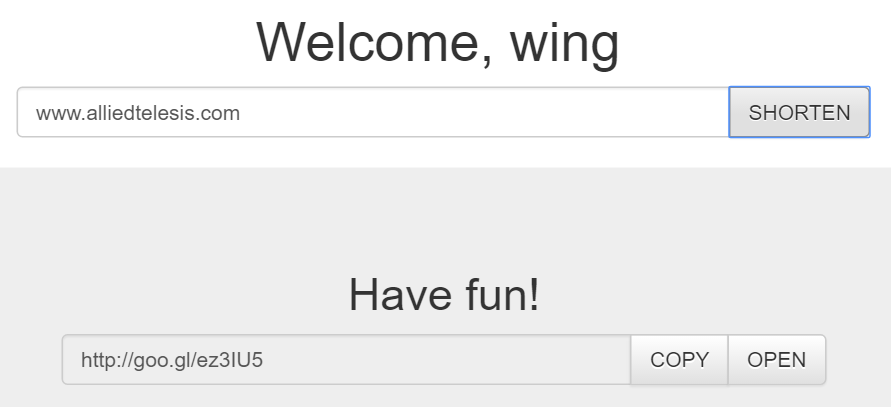 Welcome, wing
www.alliedtelesis.com SHORTEN
Have fun!
http://goo.gl/ez3IU5 COPY OPEN